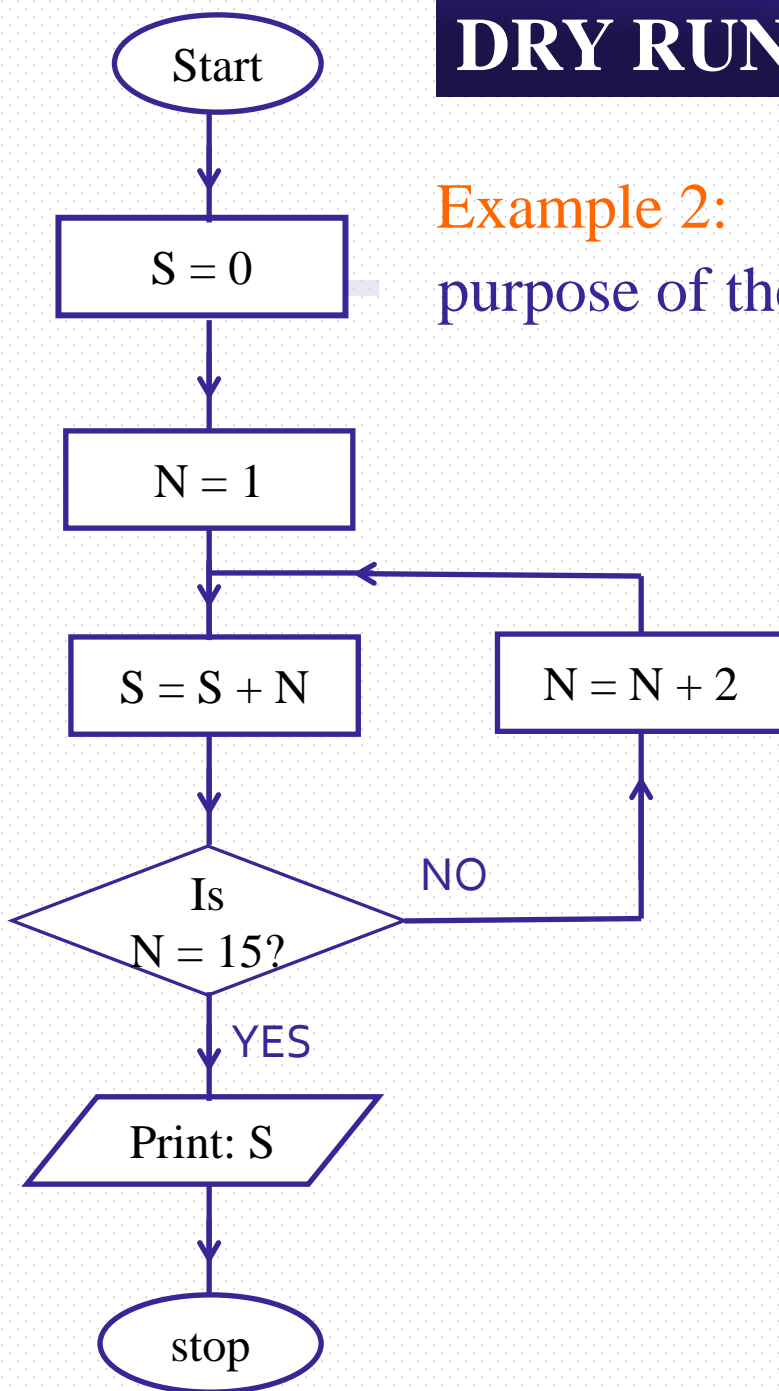 Start
DRY RUN
Example 2:
purpose of the
S = 0
N = 1
S = S + N
N = N + 2
NO
Is
N = 15?
YES
Print: S
stop